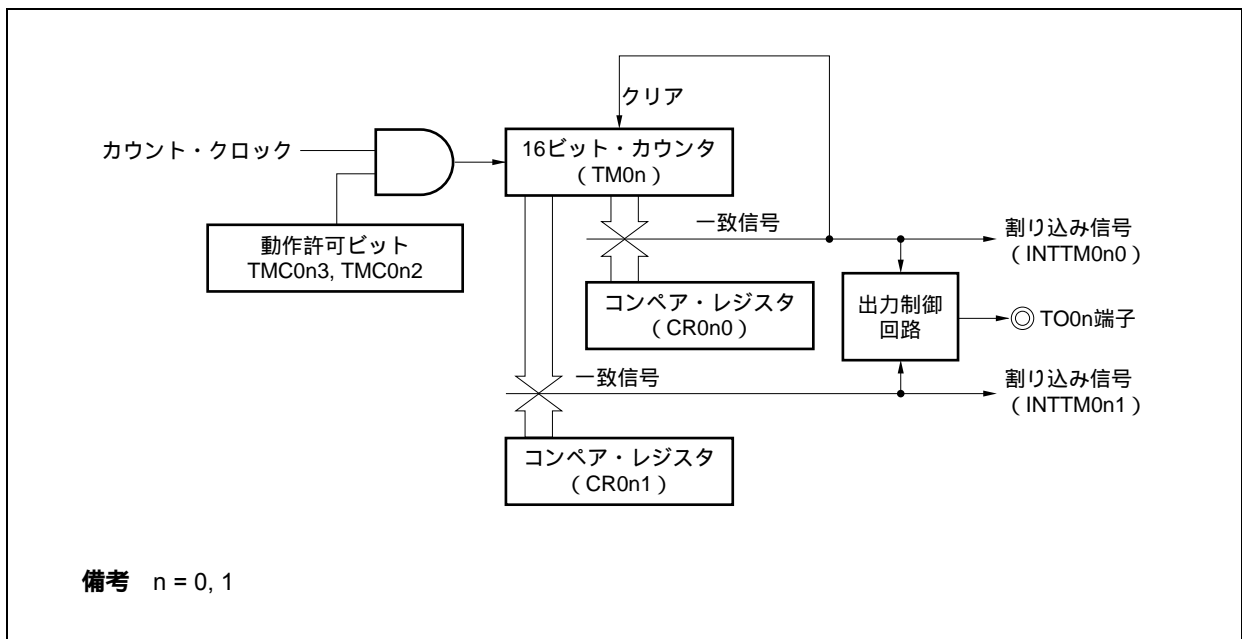 クリア
カウント・クロック
16ビット・カウンタ
（TM0n）
一致信号
割り込み信号
（INTTM0n0）
動作許可ビット
TMC0n3, TMC0n2
コンペア・レジスタ
（CR0n0）
出力制御
回路
TO0n端子
一致信号
割り込み信号
（INTTM0n1）
コンペア・レジスタ
（CR0n1）
備考 n = 0, 1